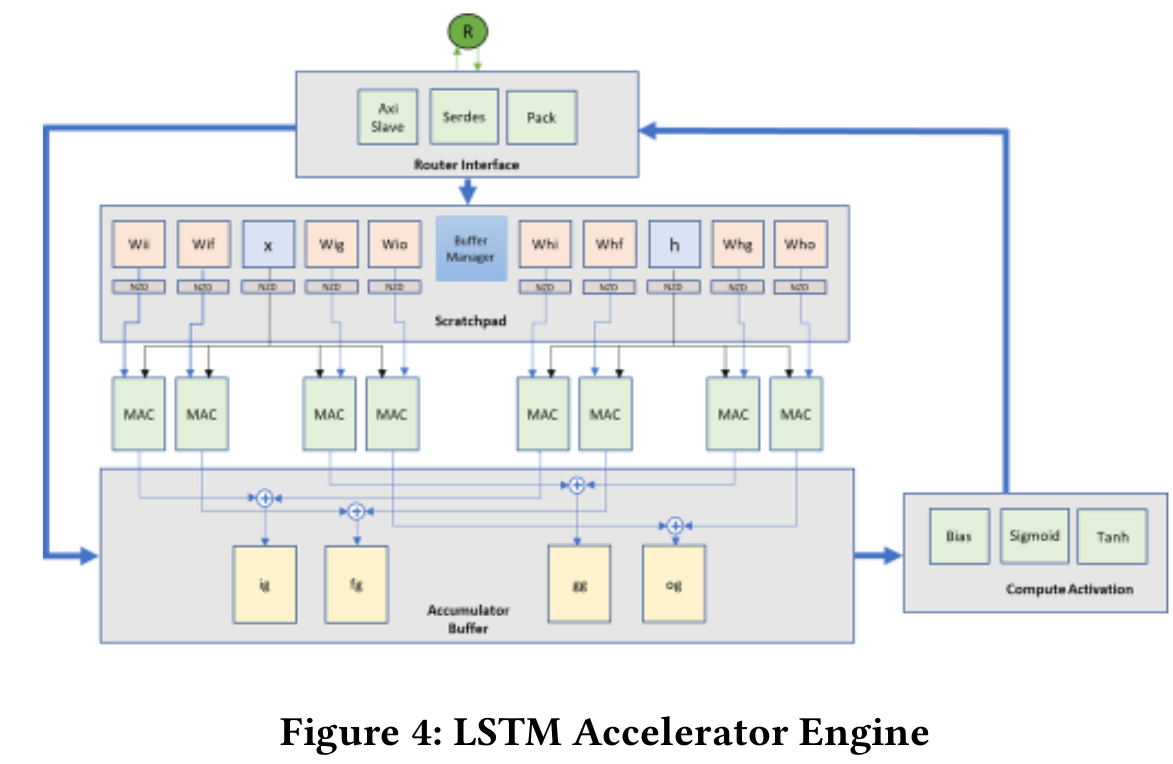 R
Axi
Slave
Serdes
Pack
Router Interface
Wii
Wif
x
Wig
Wio
Buffer
Manager
Whi
Whf
h
Whg
Who
NZD
NZD
NZD
NZD
NZD
NZD
NZD
NZD
NZD
NZD
Scratchpad
MAC
MAC
MAC
MAC
MAC
MAC
MAC
MAC
ig
fg
gg
og
Accumulator
Buffer
Bias
Sigmoid
Tanh
Compute Activation
Figure 4: LSTM Accelerator Engine